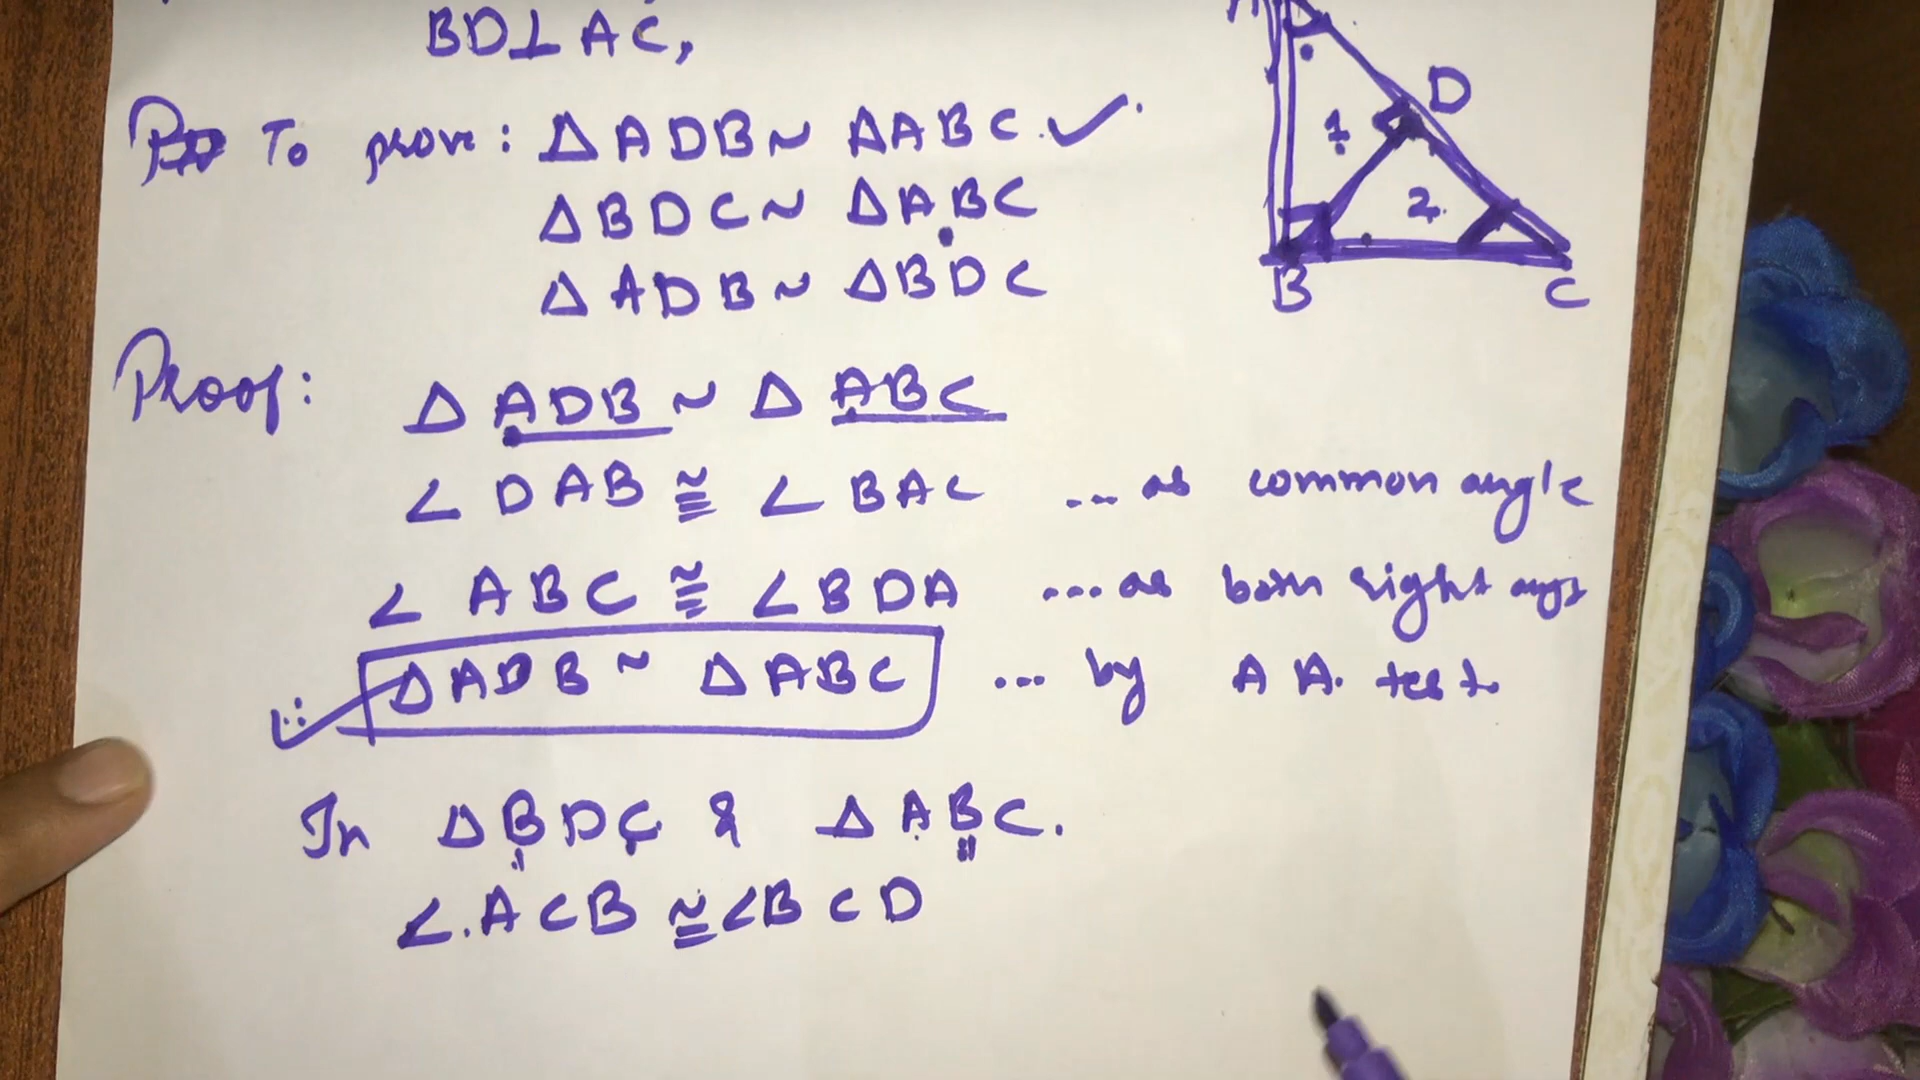 BD⊥AC,
To prove: ΔADB ~ ΔABC. ✓
ΔBDC ~ ΔABC
ΔADB ~ ΔBDC
A
D
1
2
B
C
Proof: ΔADB ~ ΔABC
∠DAB ≅ ∠BAC ... as common angle
∠ABC ≅ ∠BDA ... as both right
ΔADB ~ ΔABC ... by AA. test.
In ΔBDC & ΔABC.
∠ACB ≅ ∠BCD